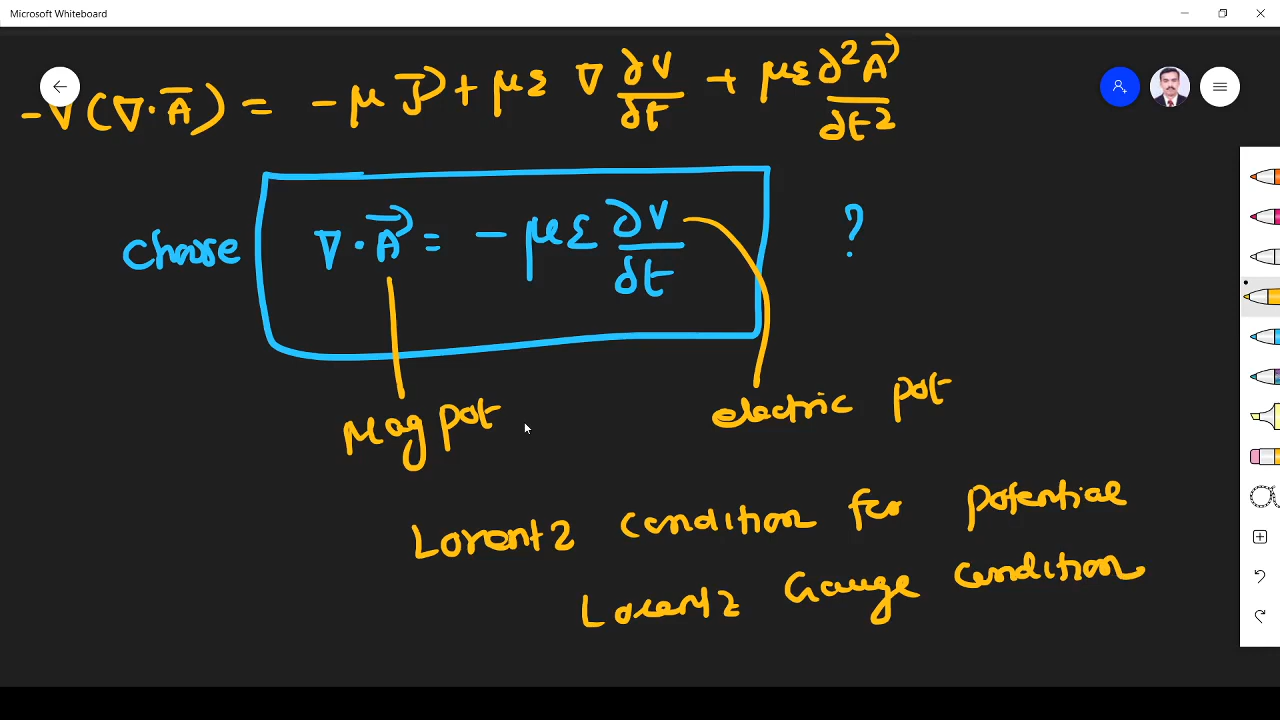 Microsoft Whiteboard
-∇(∇·A⃗) = -μ J⃗ + με ∇ ∂V/∂t + με ∂²A⃗/∂t²
Choose ∇·A⃗ = -με ∂V/∂t ?
Mag pot
electric pot
Lorentz condition for potential
Lorentz Gauge condition